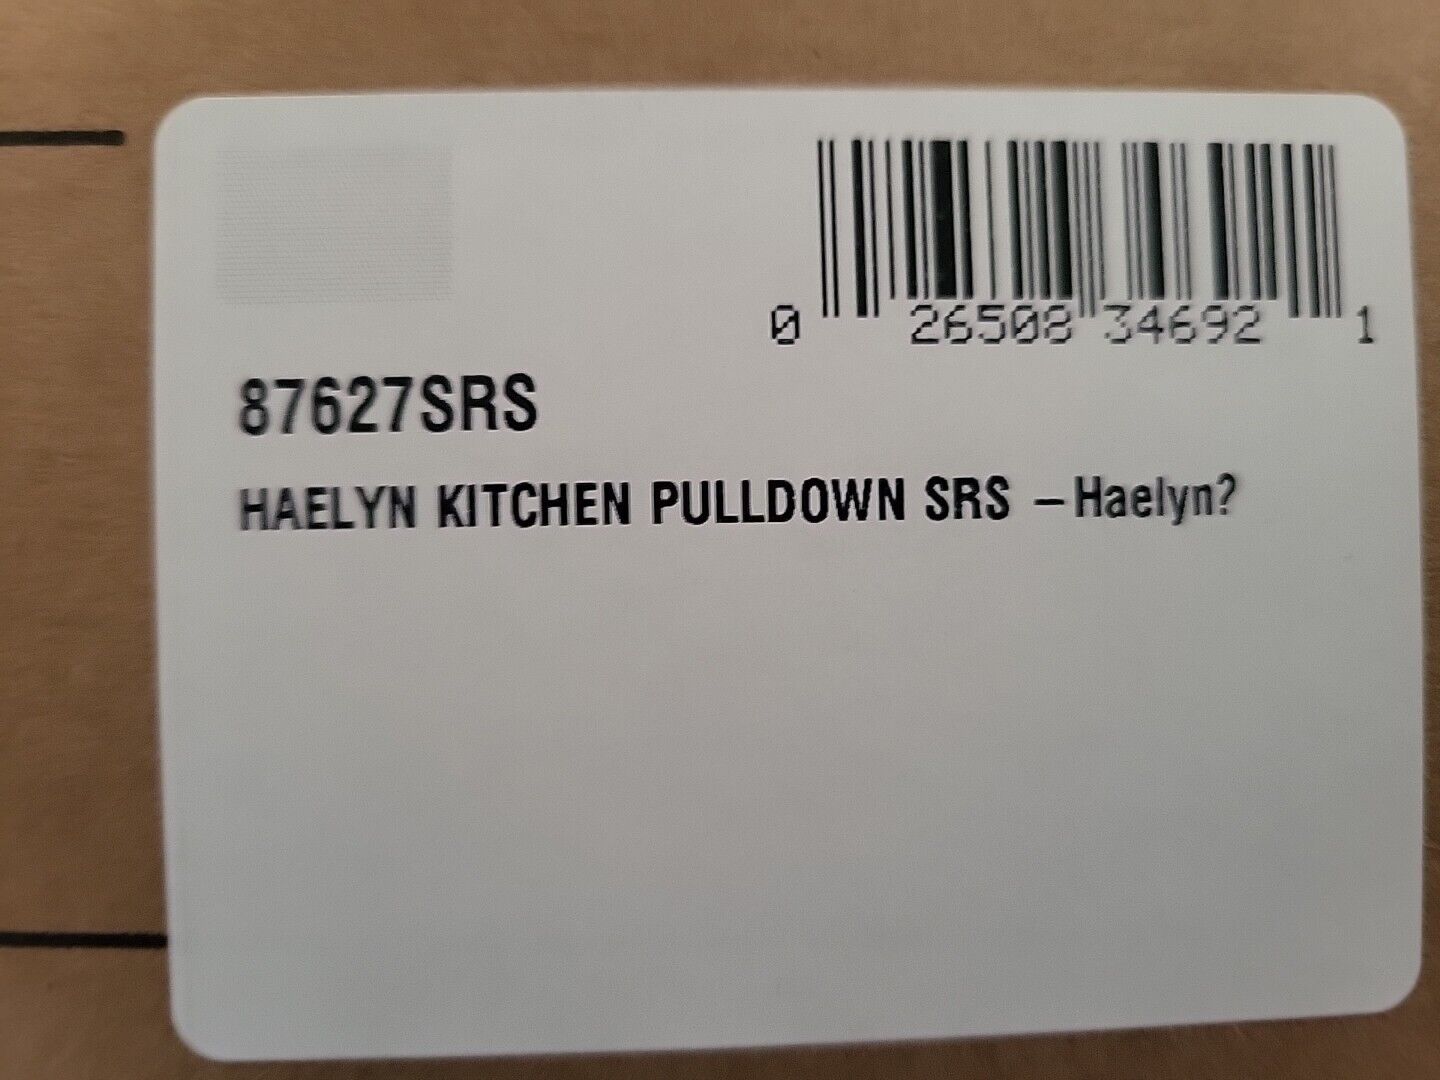 0 26508 34692 1
87627SRS
HAELYN KITCHEN PULLDOWN SRS –Haelyn?